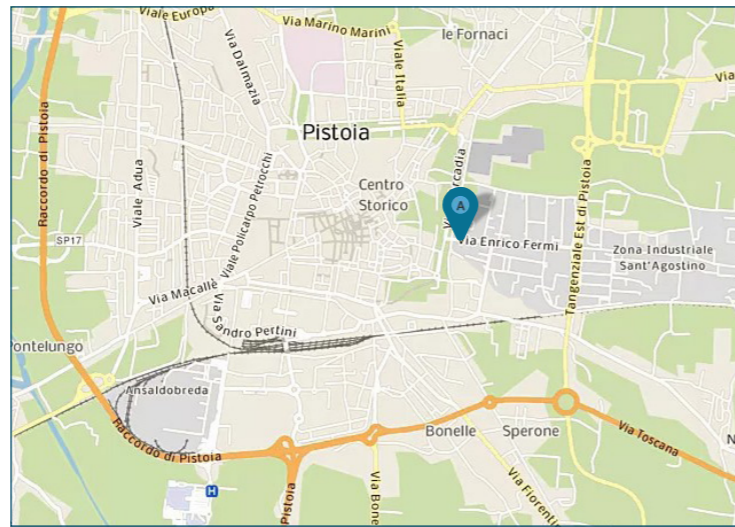 Viale Europa
Via Marino Marini
le Fornaci
Via Dalmazia
Viale Italia
Pistoia
Raccordo di Pistoia
Viale Adua
Viale Policarpo Petrocchi
Centro
Storico
A
Via Enrico Fermi
Tangenziale Est di Pistoia
Zona Industriale
Sant'Agostino
SP17
Via Macallè
Via Sandro Pertini
Pontelungo
Ansaldobreda
Raccordo di Pistoia
Bonelle
Sperone
Via Toscana
H
Pistoia
Via Bone
Via Fiorenti
N